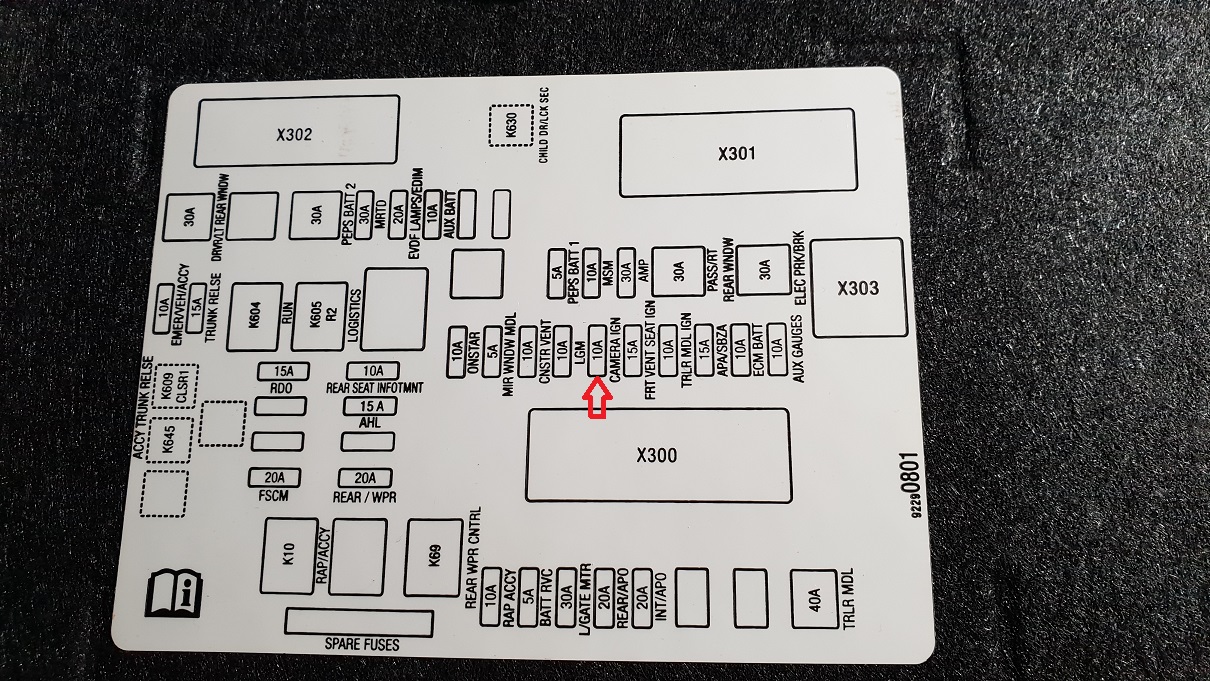 X302
K630
CHILD DR/LCK SEC
X301
30A
DRVR/LT REAR WNDW
30A
PEPS BATT 2
30A
MRTD
20A
EVDF LAMPS/EDIM
10A
AUX BATT
5A
PEPS BATT 1
10A
MSM
30A
AMP
30A
PASS/RT
REAR WNDW
30A
ELEC PRK/BRK
X303
10A
EMER/VEH/ACCY
15A
TRUNK RELSE
K604
RUN
K605
R2
LOGISTICS
10A
ONSTAR
5A
MIR WNDW MDL
10A
CNSTR VENT
10A
LGM
10A
CAMERA IGN
15A
FRT VENT SEAT IGN
10A
TRLR MDL IGN
15A
APA/SBZA
10A
ECM BATT
10A
AUX GAUGES
ACCY TRUNK RELSE
K609
CLSR1
15A
RDO
10A
REAR SEAT INFOTMNT
15 A
AHL
K645
20A
FSCM
20A
REAR / WPR
X300
92290801
K10
RAP/ACCY
K69
REAR WPR CNTRL
10A
RAP ACCY
5A
BATT RVC
30A
L/GATE MTR
20A
REAR/APO
20A
INT/APO
40A
TRLR MDL
i
SPARE FUSES